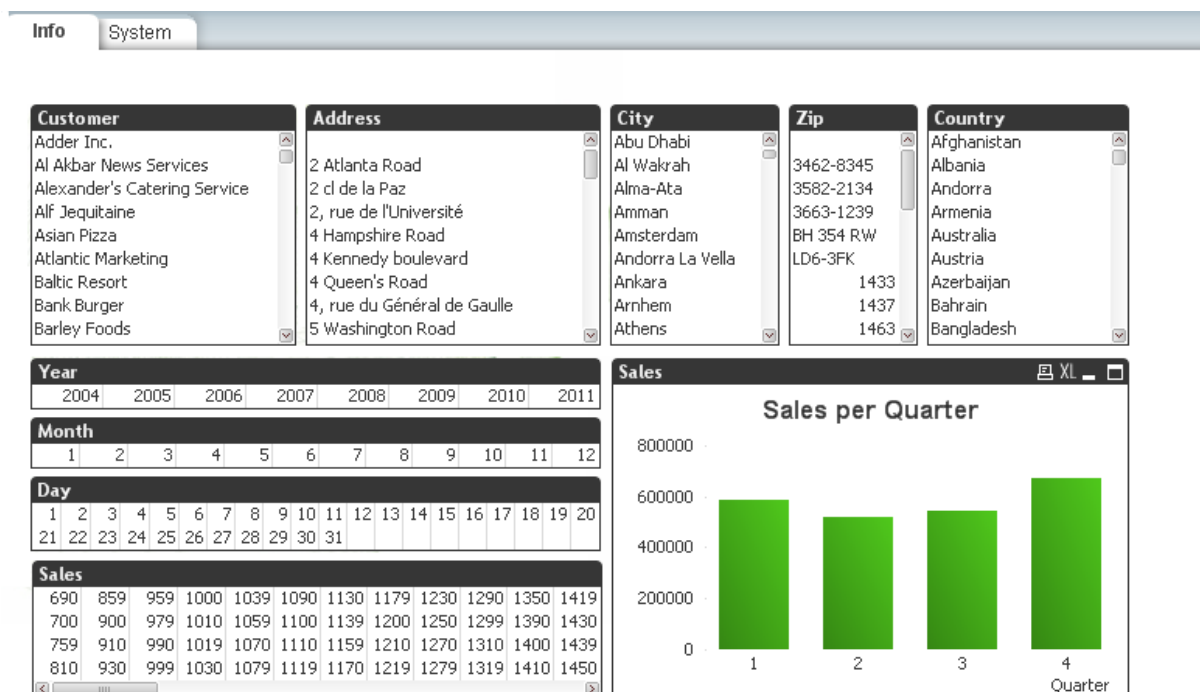 Info System
Customer
Adder Inc.
Al Akbar News Services
Alexander's Catering Service
Alf Jequitaine
Asian Pizza
Atlantic Marketing
Baltic Resort
Bank Burger
Barley Foods
Address
2 Atlanta Road
2 cl de la Paz
2, rue de l'Université
4 Hampshire Road
4 Kennedy boulevard
4 Queen's Road
4, rue du Général de Gaulle
5 Washington Road
City
Abu Dhabi
Al Wakrah
Alma-Ata
Amman
Amsterdam
Andorra La Vella
Ankara
Arnhem
Athens
Zip
3462-8345
3582-2134
3663-1239
BH 354 RW
LD6-3FK
1433
1437
1463
Country
Afghanistan
Albania
Andorra
Armenia
Australia
Austria
Azerbaijan
Bahrain
Bangladesh
Year
2004 2005 2006 2007 2008 2009 2010 2011
Month
1 2 3 4 5 6 7 8 9 10 11 12
Day
1 2 3 4 5 6 7 8 9 10 11 12 13 14 15 16 17 18 19 20
21 22 23 24 25 26 27 28 29 30 31
Sales
690 859 959 1000 1039 1090 1130 1179 1230 1290 1350 1419
700 900 979 1010 1059 1100 1139 1200 1250 1299 1390 1430
759 910 990 1019 1070 1110 1159 1210 1270 1310 1400 1439
810 930 999 1030 1079 1119 1170 1219 1279 1319 1410 1450
Sales XL
Sales per Quarter
800000
600000
400000
200000
0
1 2 3 4
Quarter